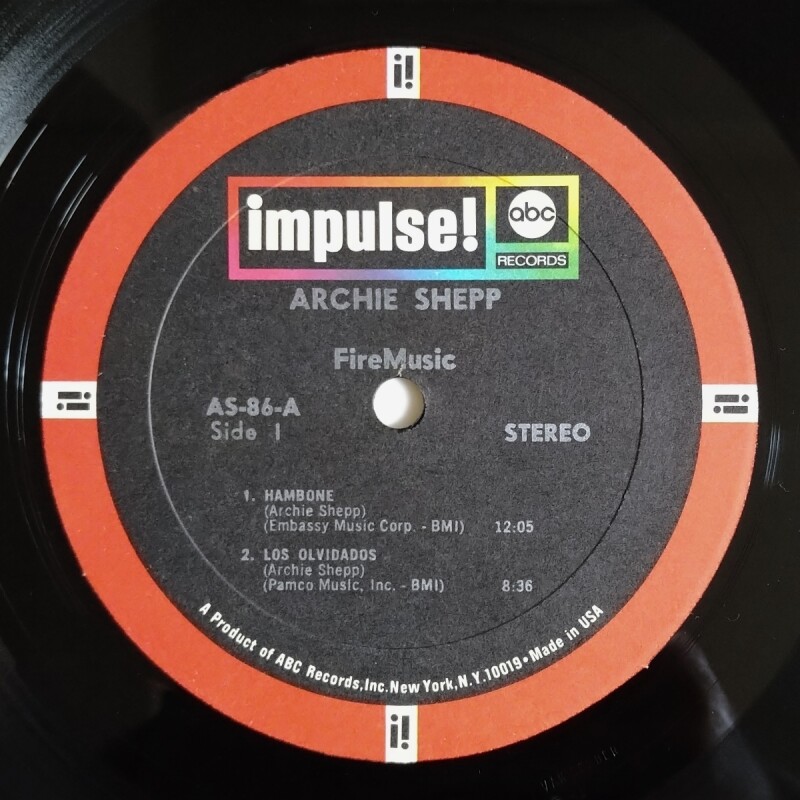 i!
impulse!
abc
RECORDS
ARCHIE SHEPP
FireMusic
AS-86-A
Side 1
STEREO
1. HAMBONE
(Archie Shepp)
(Embassy Music Corp. - BMI) 12:05
2. LOS OLVIDADOS
(Archie Shepp)
(Pamco Music, Inc. - BMI) 8:36
A Product of ABC Records, Inc. New York, N.Y. 10019 • Made in USA
i!
i!
i!